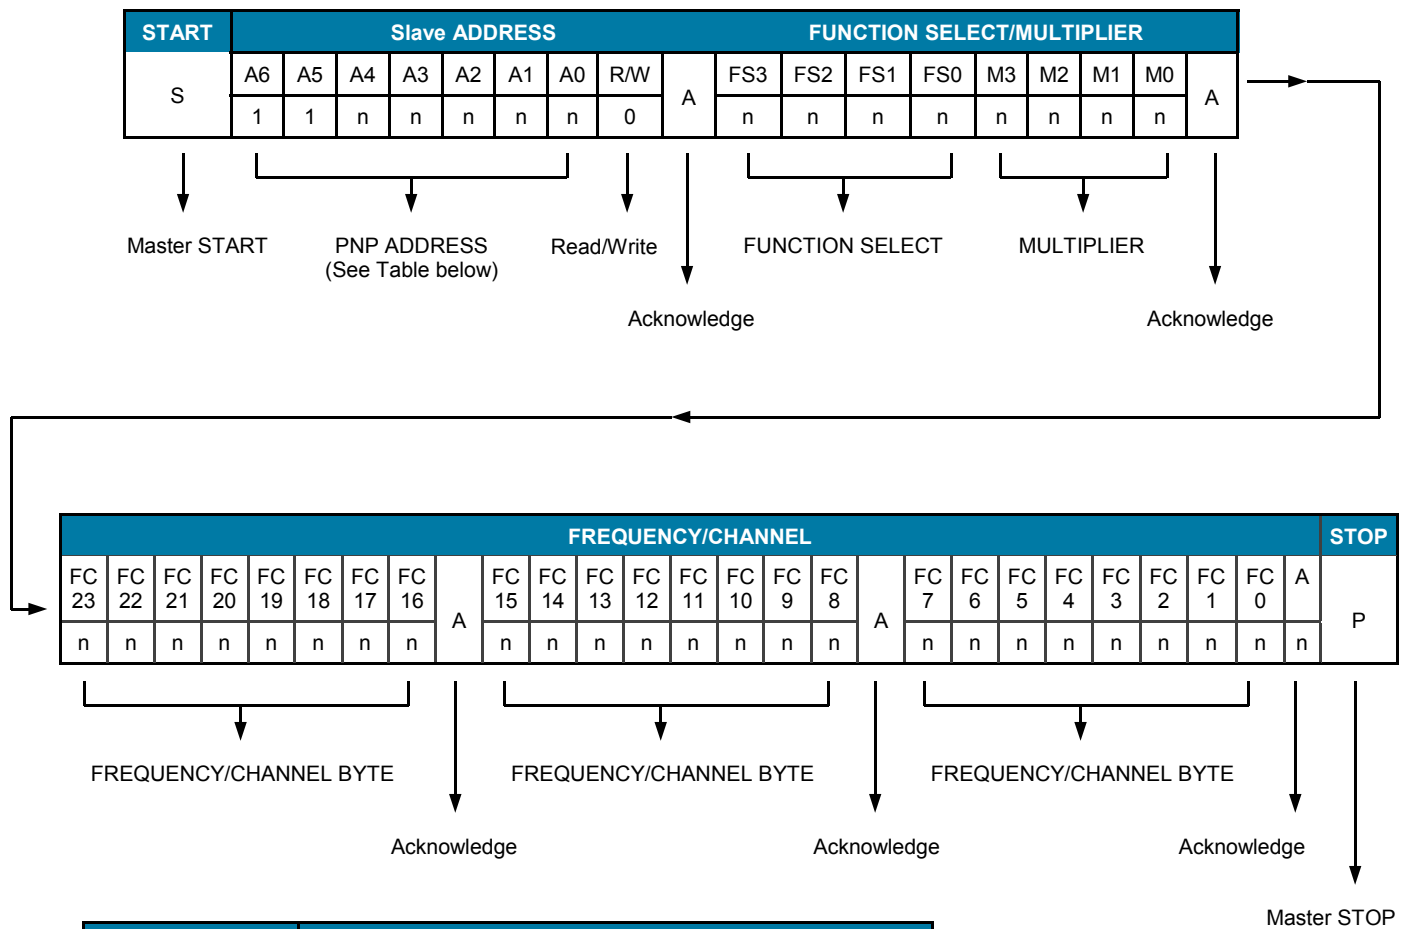 START Slave ADDRESS FUNCTION SELECT/MULTIPLIER
S A6 A5 A4 A3 A2 A1 A0 R/W A FS3 FS2 FS1 FS0 M3 M2 M1 M0 A
1 1 n n n n n 0 n n n n n n n n
Master START PNP ADDRESS Read/Write FUNCTION SELECT MULTIPLIER
(See Table below)
Acknowledge Acknowledge
FREQUENCY/CHANNEL STOP
FC FC FC FC FC FC FC FC A FC FC FC FC FC FC FC FC A FC FC FC FC FC FC FC FC A P
23 22 21 20 19 18 17 16 15 14 13 12 11 10 9 8 7 6 5 4 3 2 1 0
n n n n n n n n n n n n n n n n n n n n n n n n n
FREQUENCY/CHANNEL BYTE FREQUENCY/CHANNEL BYTE FREQUENCY/CHANNEL BYTE
Acknowledge Acknowledge Acknowledge
Master STOP